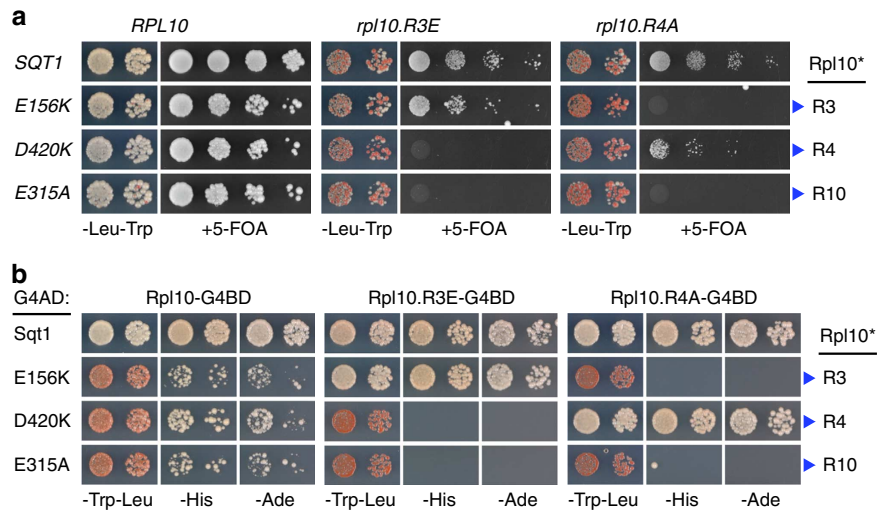 a
RPL10 rpl10.R3E rpl10.R4A
SQT1 Rpl10*
E156K R3
D420K R4
E315A R10
-Leu-Trp +5-FOA -Leu-Trp +5-FOA -Leu-Trp +5-FOA
b
G4AD: Rpl10-G4BD Rpl10.R3E-G4BD Rpl10.R4A-G4BD
Sqt1 Rpl10*
E156K R3
D420K R4
E315A R10
-Trp-Leu -His -Ade -Trp-Leu -His -Ade -Trp-Leu -His -Ade